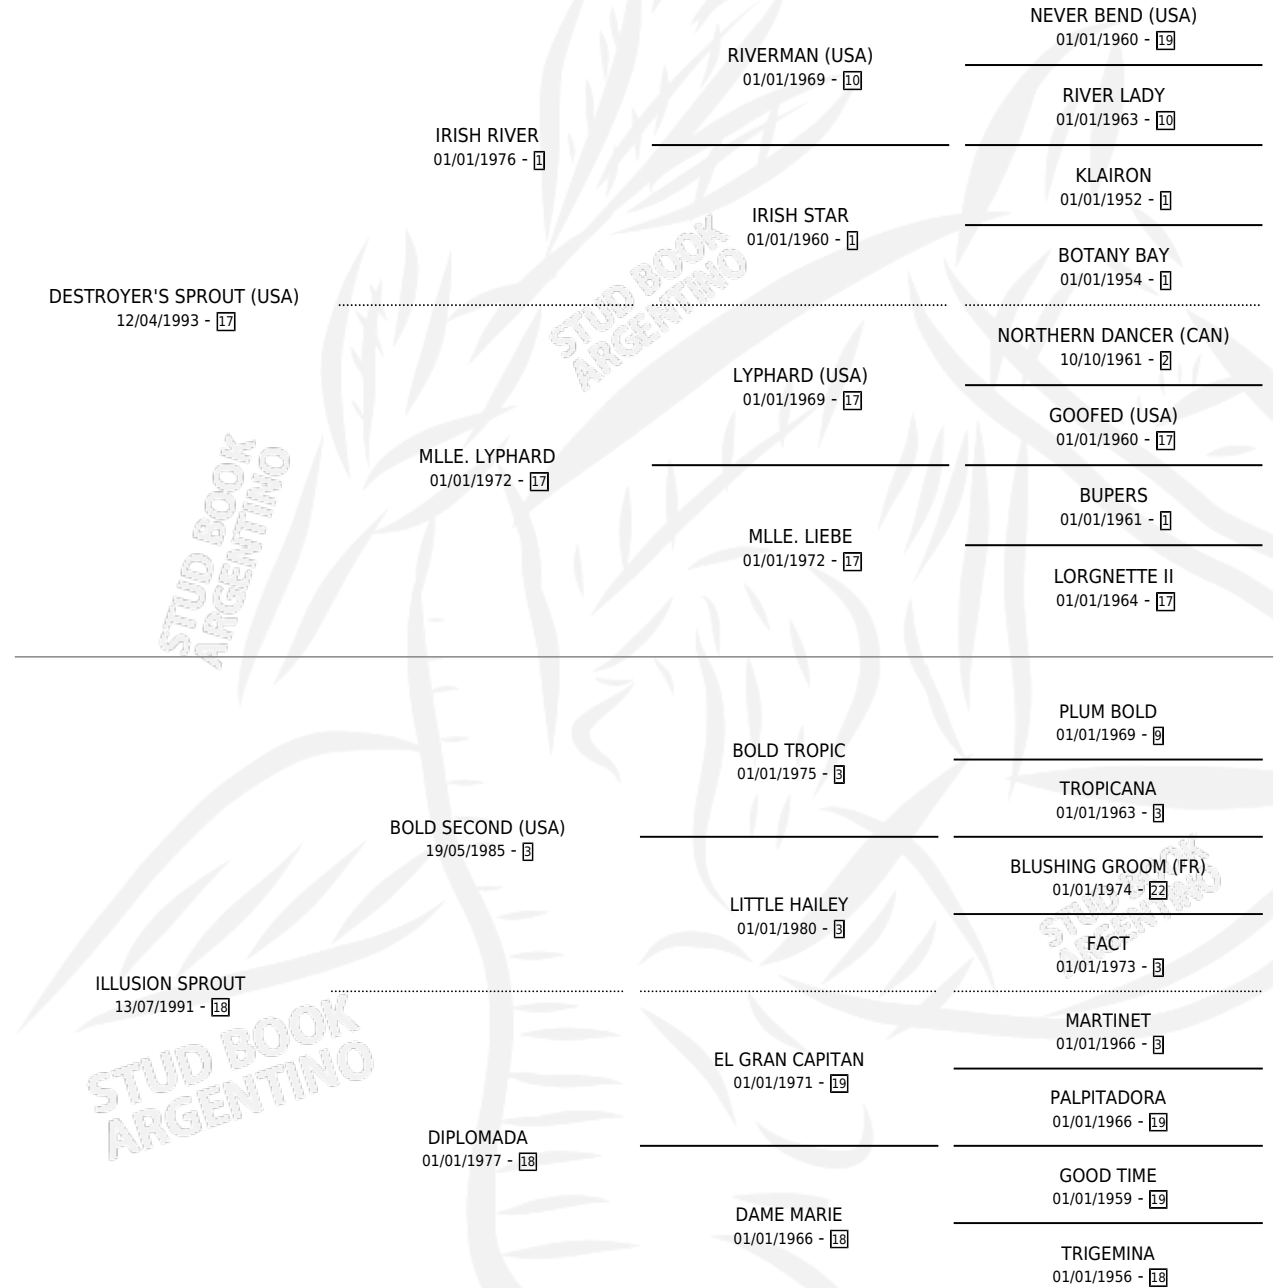 NEVER BEND (USA)
01/01/1960 - 19
RIVERMAN (USA)
01/01/1969 - 10
RIVER LADY
01/01/1963 - 10
IRISH RIVER
01/01/1976 - 1
KLAIRON
01/01/1952 - 1
IRISH STAR
01/01/1960 - 1
BOTANY BAY
01/01/1954 - 1
DESTROYER'S SPROUT (USA)
12/04/1993 - 17
NORTHERN DANCER (CAN)
10/10/1961 - 2
LYPHARD (USA)
01/01/1969 - 17
GOOFED (USA)
01/01/1960 - 17
MLLE. LYPHARD
01/01/1972 - 17
BUPERS
01/01/1961 - 1
MLLE. LIEBE
01/01/1972 - 17
LORGNETTE II
01/01/1964 - 17
STUD BOOK
ARGENTINO
STUD BOOK
ARGENTINO
PLUM BOLD
01/01/1969 - 9
BOLD TROPIC
01/01/1975 - 3
TROPICANA
01/01/1963 - 3
BOLD SECOND (USA)
19/05/1985 - 3
BLUSHING GROOM (FR)
01/01/1974 - 22
LITTLE HAILEY
01/01/1980 - 3
FACT
01/01/1973 - 3
ILLUSION SPROUT
13/07/1991 - 18
MARTINET
01/01/1966 - 3
EL GRAN CAPITAN
01/01/1971 - 19
PALPITADORA
01/01/1966 - 19
DIPLOMADA
01/01/1977 - 18
GOOD TIME
01/01/1959 - 19
DAME MARIE
01/01/1966 - 18
TRIGEMINA
01/01/1956 - 18
STUD BOOK
ARGENTINO
STUD BOOK
ARGENTINO